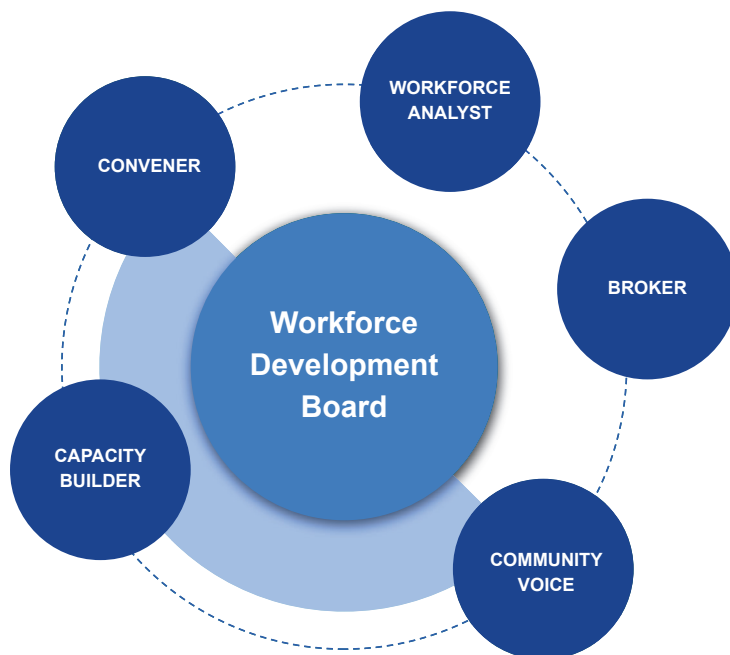 WORKFORCE
ANALYST
CONVENER
BROKER
Workforce
Development
Board
CAPACITY
BUILDER
COMMUNITY
VOICE